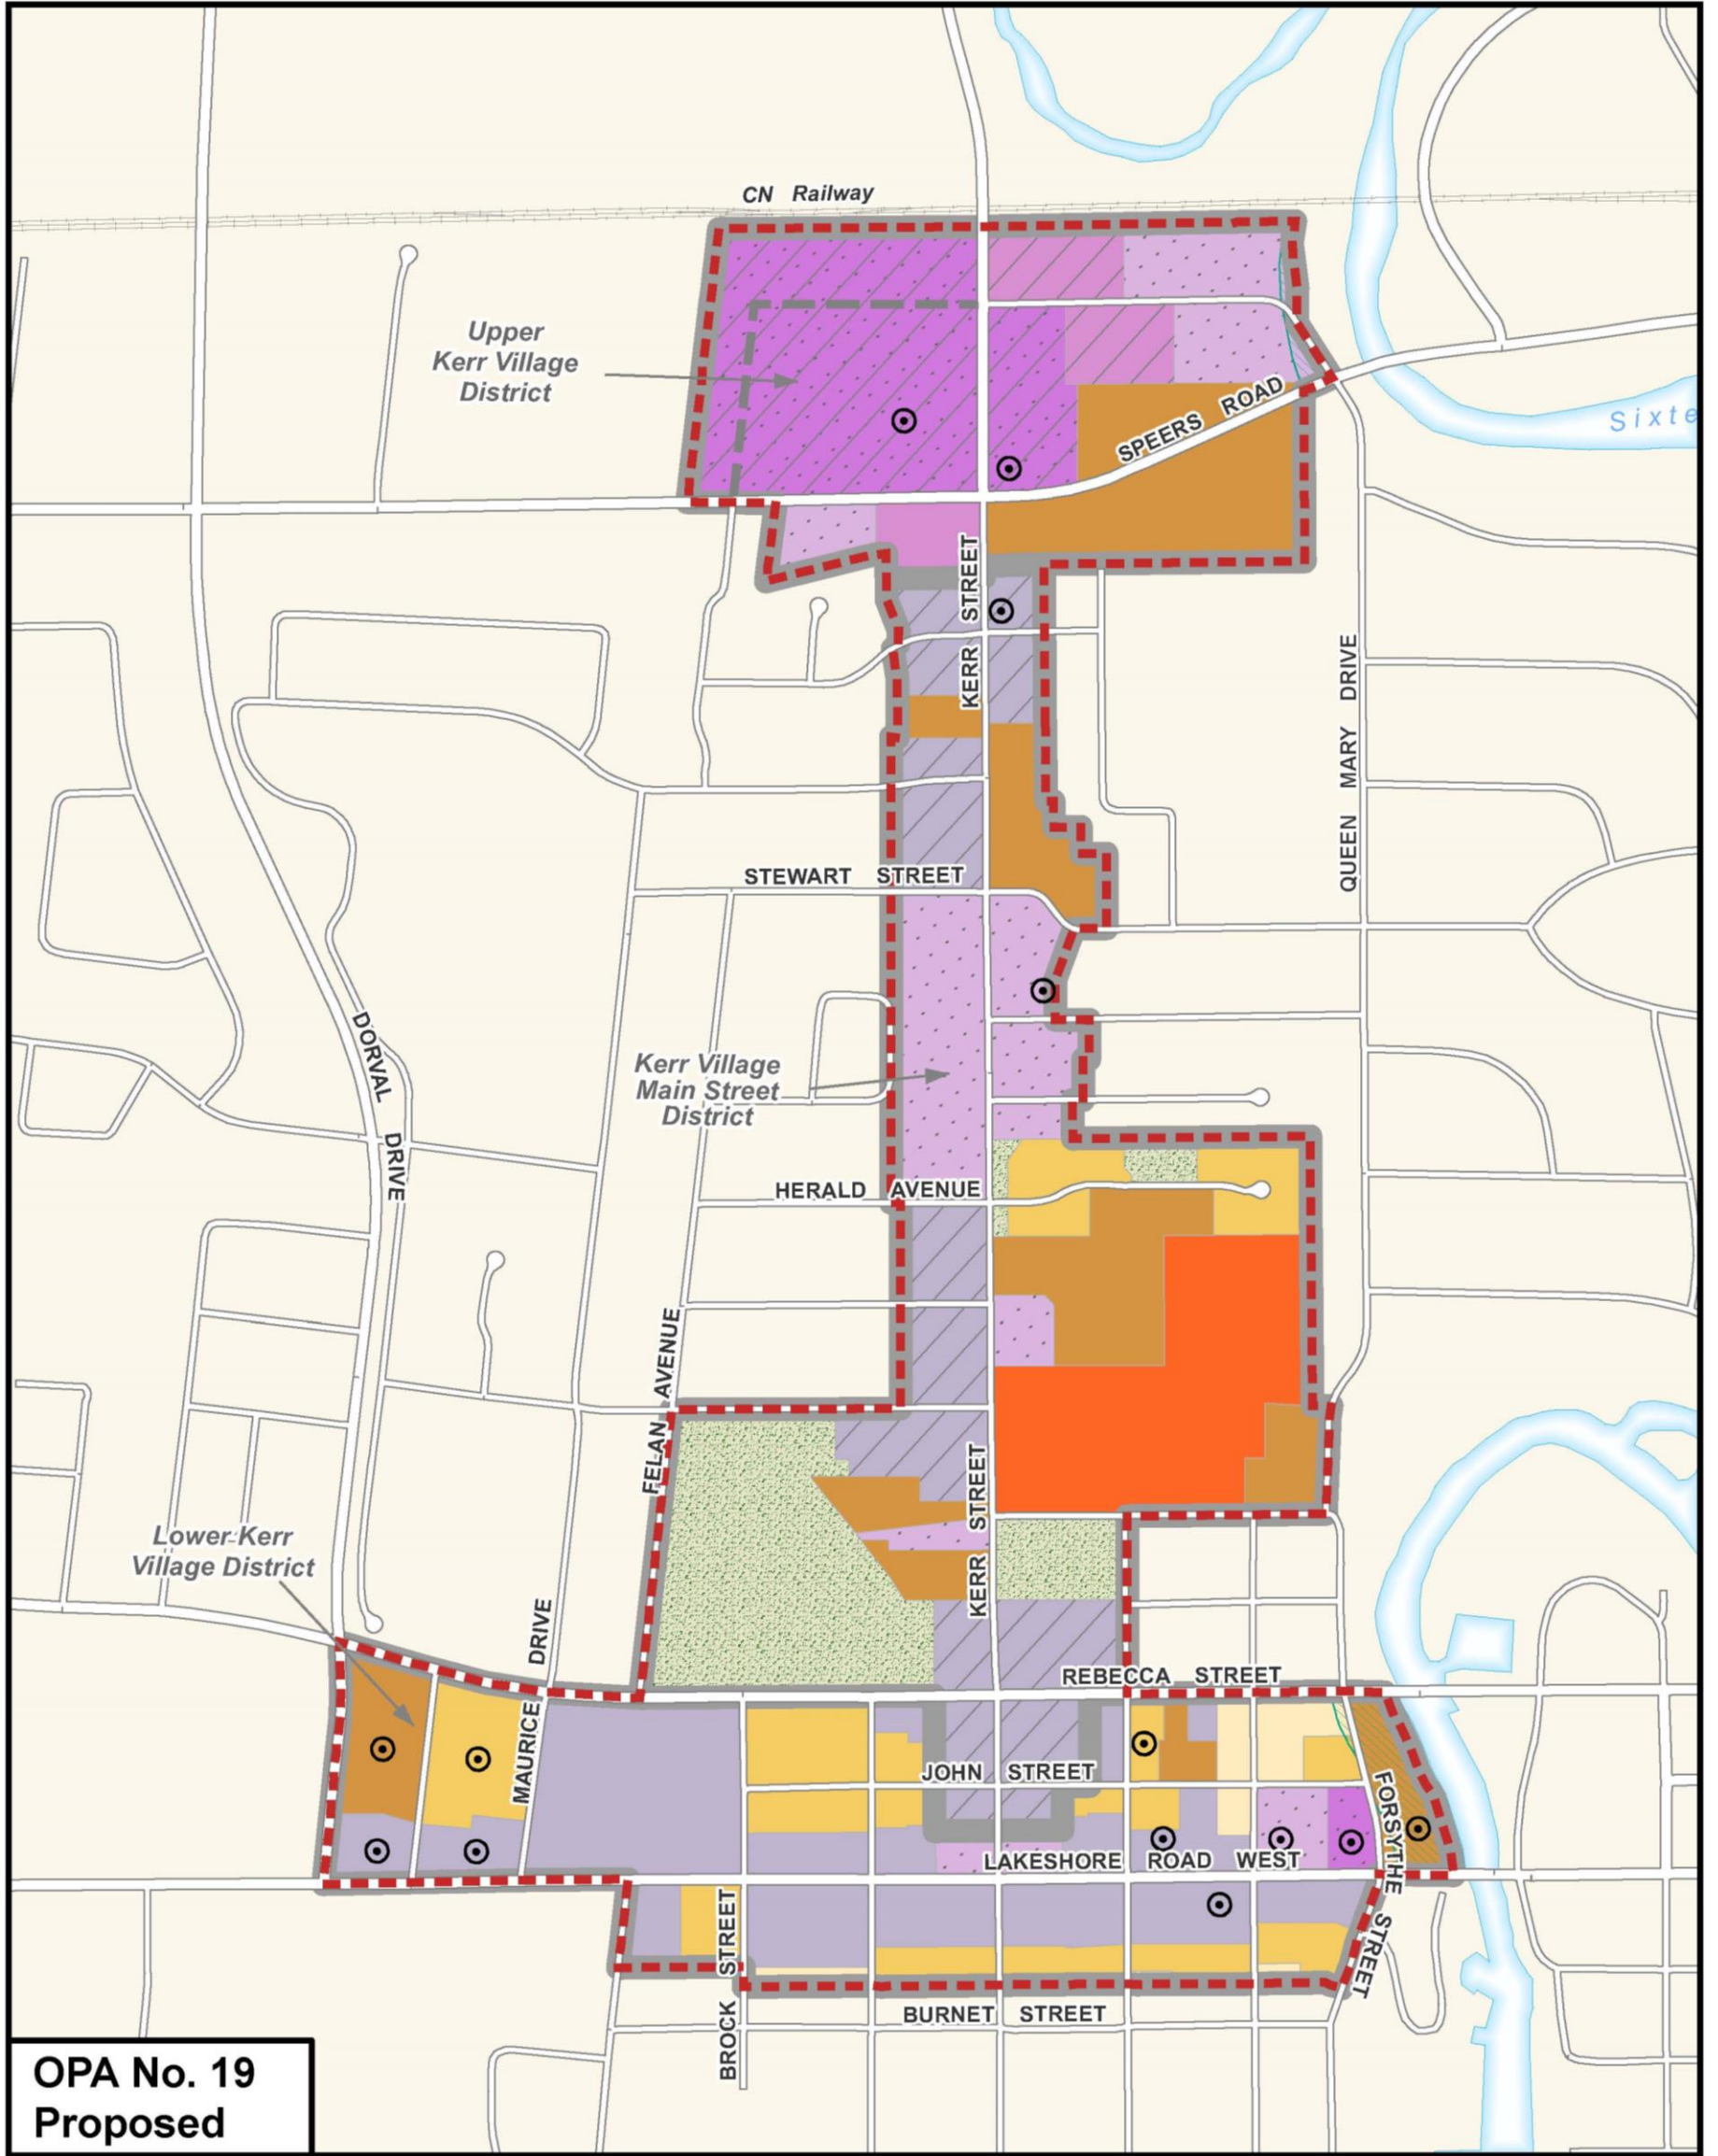 CN Railway
Upper
Kerr Village
District
SPEERS ROAD
Sixte
KERR STREET
QUEEN MARY DRIVE
STEWART STREET
DORVAL DRIVE
Kerr Village
Main Street
District
HERALD AVENUE
FELAN AVENUE
KERR STREET
Lower Kerr
Village District
MAURICE DRIVE
REBECCA STREET
JOHN STREET
FORSYTHE STREET
LAKESHORE ROAD WEST
BROCK STREET
BURNET STREET
OPA No. 19
Proposed